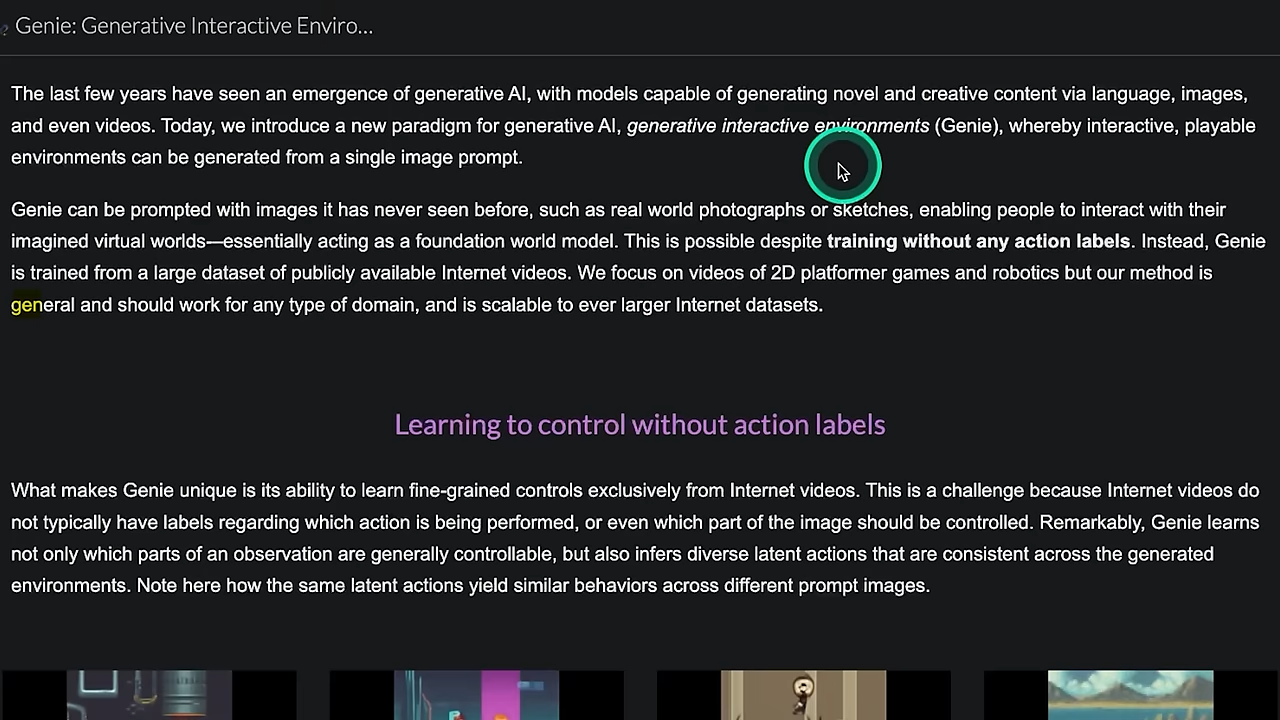 Genie: Generative Interactive Enviro...
The last few years have seen an emergence of generative AI, with models capable of generating novel and creative content via language, images,
and even videos. Today, we introduce a new paradigm for generative AI, generative interactive environments (Genie), whereby interactive, playable
environments can be generated from a single image prompt.
Genie can be prompted with images it has never seen before, such as real world photographs or sketches, enabling people to interact with their
imagined virtual worlds—essentially acting as a foundation world model. This is possible despite training without any action labels. Instead, Genie
is trained from a large dataset of publicly available Internet videos. We focus on videos of 2D platformer games and robotics but our method is
general and should work for any type of domain, and is scalable to ever larger Internet datasets.
Learning to control without action labels
What makes Genie unique is its ability to learn fine-grained controls exclusively from Internet videos. This is a challenge because Internet videos do
not typically have labels regarding which action is being performed, or even which part of the image should be controlled. Remarkably, Genie learns
not only which parts of an observation are generally controllable, but also infers diverse latent actions that are consistent across the generated
environments. Note here how the same latent actions yield similar behaviors across different prompt images.